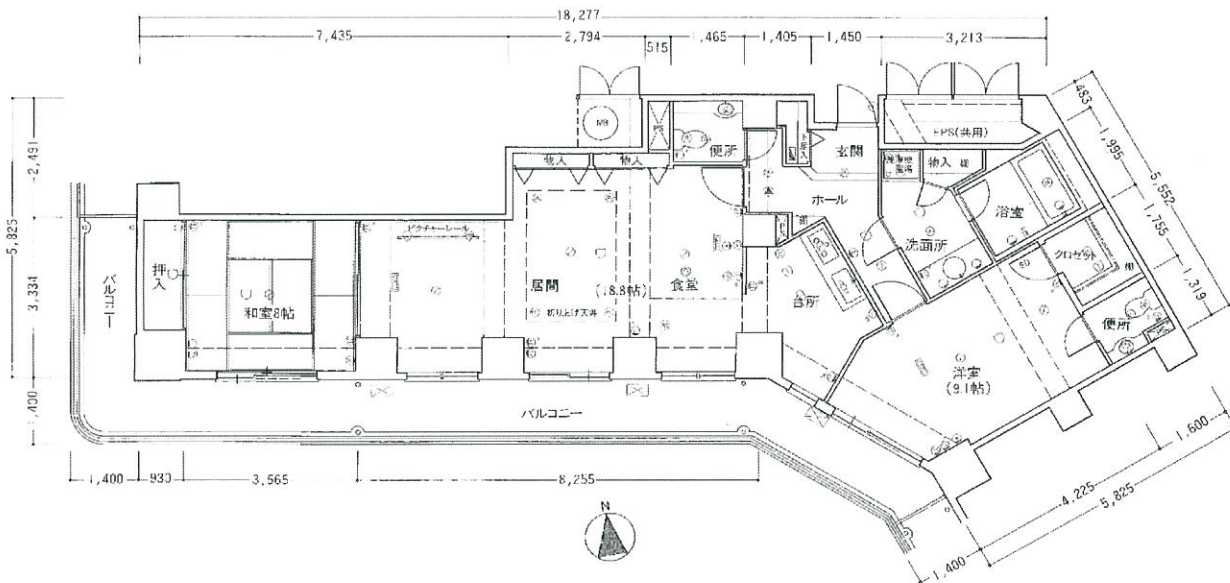 18,277
7,435
2,794
515
1,465
1,405
1,450
3,213
483
1,995
5,552
1,755
1,319
5,825
2,491
3,334
1,400
MB
PS
便所
下足入
玄関
EPS(共用)
物入
物入
物入 棚
ホール
浴室
洗面所
クロゼット
棚
便所
ピクチャーレール
押入
和室8帖
居間
(18.8帖)
食堂
折り上げ天井
台所
洋室
(9.1帖)
バルコニー
バルコニー
1,400
930
3,565
8,255
N
1,600
4,225
5,825
1,400